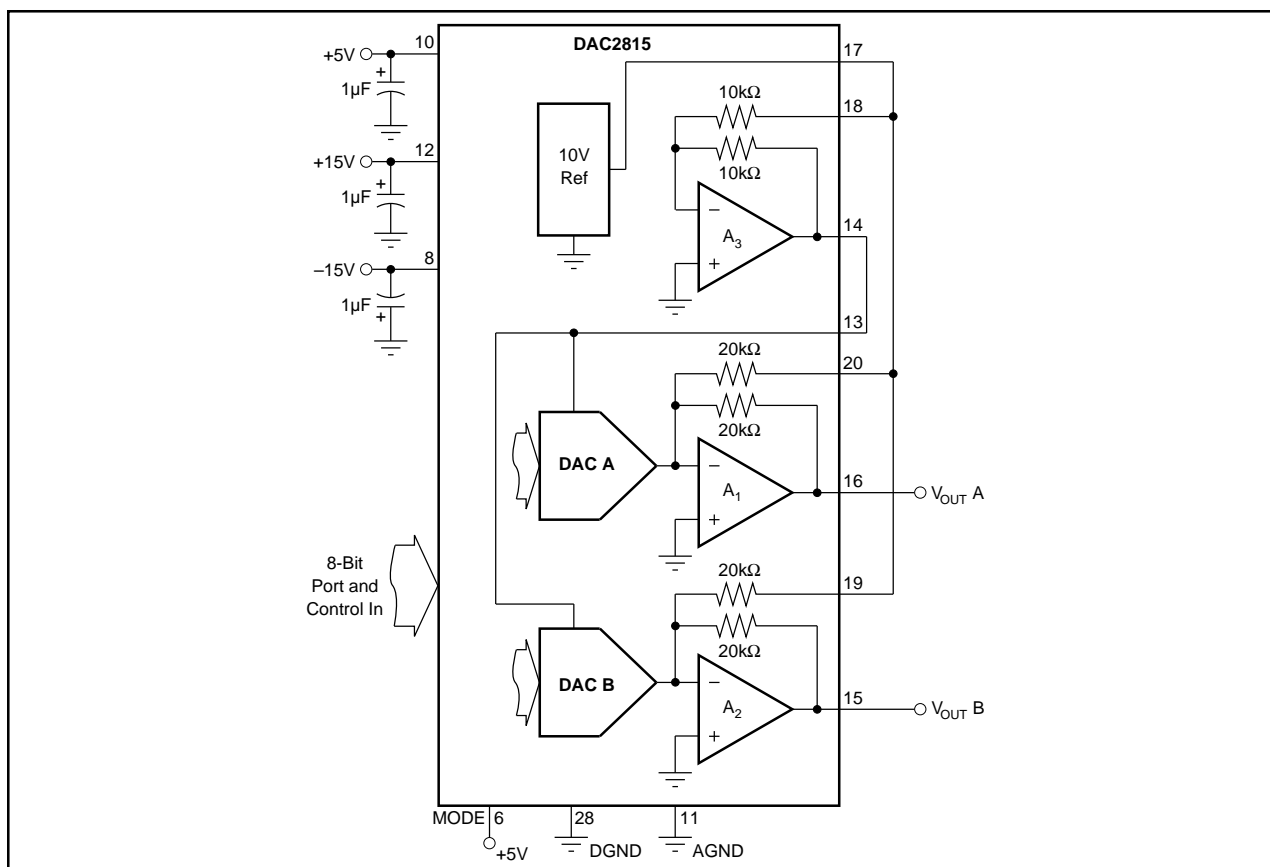 DAC2815
10
17
+5V
+
1µF
10kΩ
18
10V
Ref
10kΩ
12
+15V
+
1µF
–
A3
+
14
8
–15V
1µF
+
13
20kΩ
20
20kΩ
DAC A
–
A1
+
16
VOUT A
8-Bit
Port and
Control In
20kΩ
19
20kΩ
DAC B
–
A2
+
15
VOUT B
MODE
6
28
11
+5V
DGND
AGND